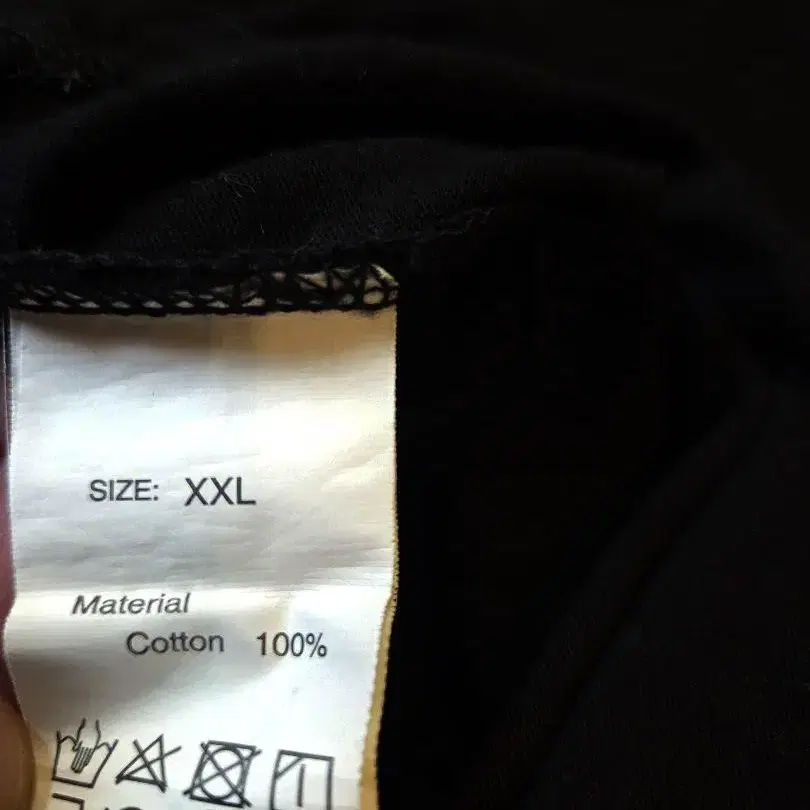 SIZE: XXL
Material
Cotton 100%